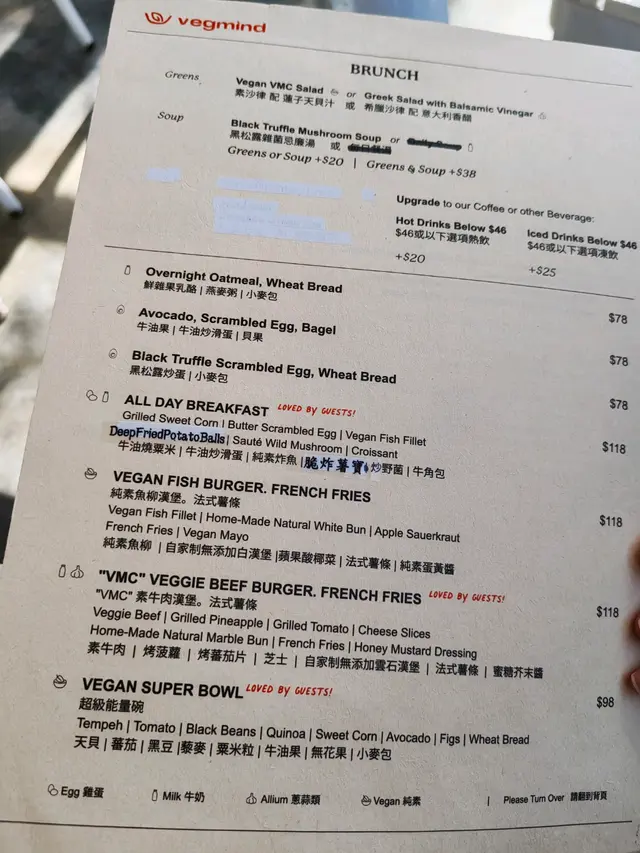 vegmind
BRUNCH
Greens
Vegan VMC Salad or Greek Salad with Balsamic Vinegar
素沙律 配 蓮子天貝汁 或 希臘沙律 配 意大利香醋
Soup
Black Truffle Mushroom Soup or
黑松露雜菌忌廉湯 或
Greens or Soup +$20 | Greens & Soup +$38
Upgrade to our Coffee or other Beverage:
Hot Drinks Below $46
$46或以下選項熱飲
+$20
Iced Drinks Below $46
$46或以下選項凍飲
+$25
Overnight Oatmeal, Wheat Bread $78
鮮雜果乳酪 | 燕麥粥 | 小麥包
Avocado, Scrambled Egg, Bagel $78
牛油果 | 牛油炒滑蛋 | 貝果
Black Truffle Scrambled Egg, Wheat Bread $78
黑松露炒蛋 | 小麥包
ALL DAY BREAKFAST LOVED BY GUESTS! $118
Grilled Sweet Corn | Butter Scrambled Egg | Vegan Fish Fillet
DeepFriedPotatoBalls | Sauté Wild Mushroom | Croissant
牛油燒粟米 | 牛油炒滑蛋 | 純素炸魚 | 脆炸薯寶 炒野菌 | 牛角包
VEGAN FISH BURGER. FRENCH FRIES $118
純素魚柳漢堡。法式薯條
Vegan Fish Fillet | Home-Made Natural White Bun | Apple Sauerkraut
French Fries | Vegan Mayo
純素魚柳 | 自家制無添加白漢堡 | 蘋果酸椰菜 | 法式薯條 | 純素蛋黃醬
"VMC" VEGGIE BEEF BURGER. FRENCH FRIES LOVED BY GUESTS! $118
"VMC" 素牛肉漢堡。法式薯條
Veggie Beef | Grilled Pineapple | Grilled Tomato | Cheese Slices
Home-Made Natural Marble Bun | French Fries | Honey Mustard Dressing
素牛肉 | 烤菠蘿 | 烤蕃茄片 | 芝士 | 自家制無添加雲石漢堡 | 法式薯條 | 蜜糖芥末醬
VEGAN SUPER BOWL LOVED BY GUESTS! $98
超級能量碗
Tempeh | Tomato | Black Beans | Quinoa | Sweet Corn | Avocado | Figs | Wheat Bread
天貝 | 蕃茄 | 黑豆 | 藜麥 | 粟米粒 | 牛油果 | 無花果 | 小麥包
Egg 雞蛋 Milk 牛奶 Allium 蔥蒜類 Vegan 純素 | Please Turn Over 請翻到背頁